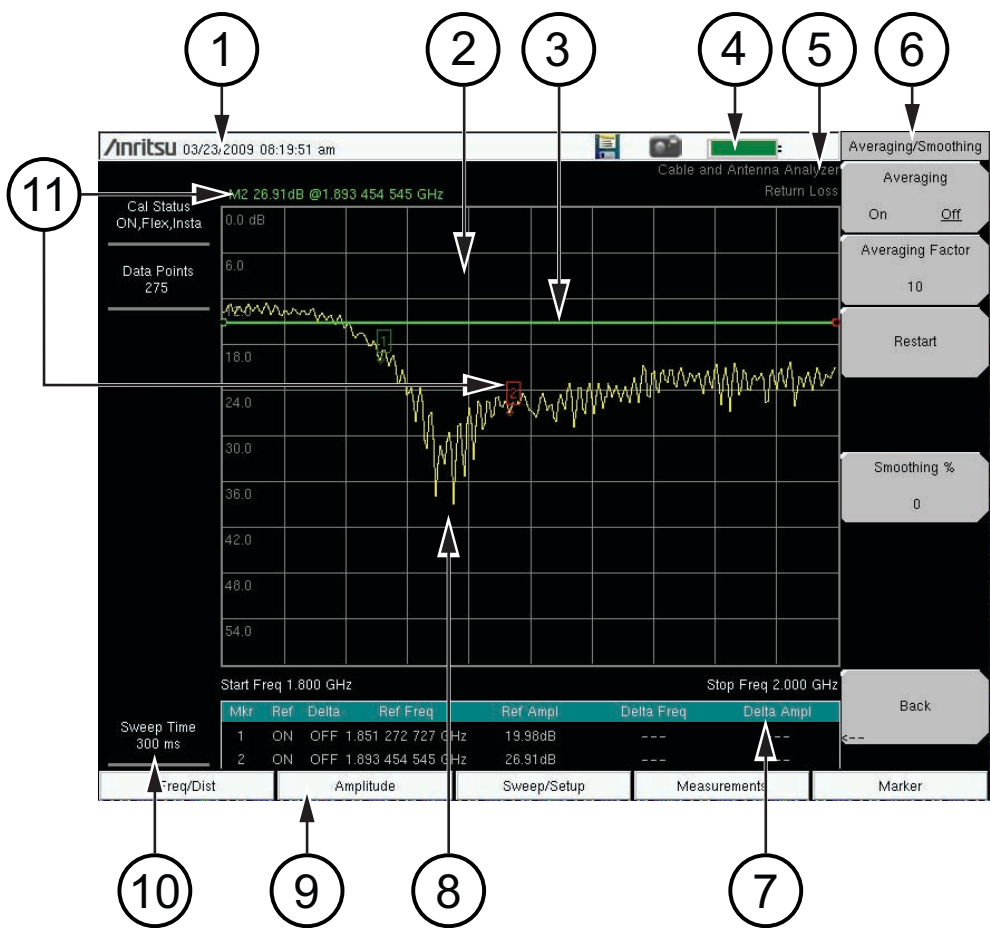 1
2
3
4
5
6
Anritsu 03/23/2009 08:19:51 am
Averaging/Smoothing
Cable and Antenna Analyzer
Return Loss
11
M2 26.91dB @1.893 454 545 GHz
Cal Status
ON,Flex,Insta
Data Points
275
0.0 dB
6.0
12.0
18.0
24.0
30.0
36.0
42.0
48.0
54.0
1
2
Averaging
On Off
Averaging Factor
10
Restart
Smoothing %
0
Back
<--
Start Freq 1.800 GHz
Stop Freq 2.000 GHz
Mkr Ref Delta Ref Freq Ref Ampl Delta Freq Delta Ampl
1 ON OFF 1.851 272 727 GHz 19.98dB --- ---
2 ON OFF 1.893 454 545 GHz 26.91dB --- ---
Sweep Time
300 ms
Freq/Dist
Amplitude
Sweep/Setup
Measurements
Marker
10
9
8
7